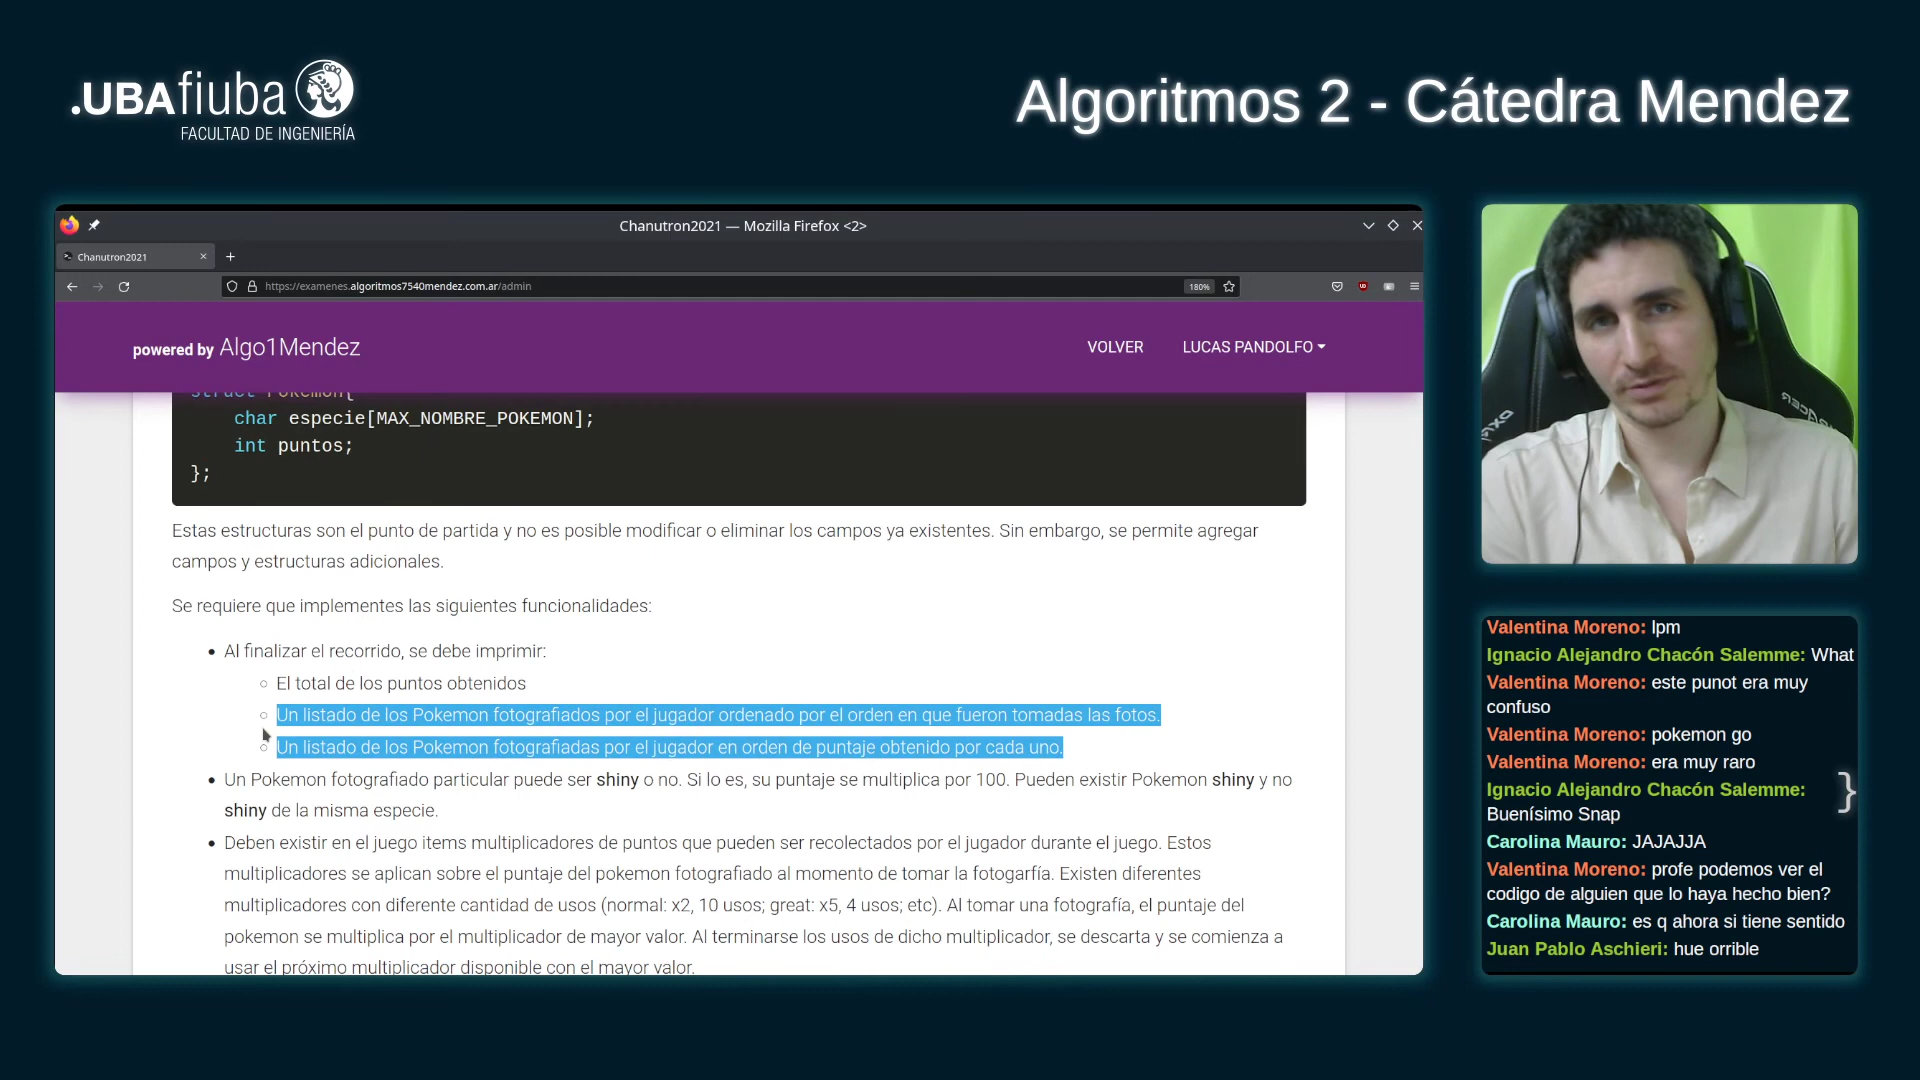 .UBAfiuba
FACULTAD DE INGENIERÍA
Algoritmos 2 - Cátedra Mendez
Chanutron2021 — Mozilla Firefox <2>
Chanutron2021
https://examenes.algoritmos7540mendez.com.ar/admin
180%
powered by Algo1Mendez
VOLVER
LUCAS PANDOLFO
struct Pokemon{
char especie[MAX_NOMBRE_POKEMON];
int puntos;
};
Estas estructuras son el punto de partida y no es posible modificar o eliminar los campos ya existentes. Sin embargo, se permite agregar
campos y estructuras adicionales.
Se requiere que implementes las siguientes funcionalidades:
Al finalizar el recorrido, se debe imprimir:
El total de los puntos obtenidos
Un listado de los Pokemon fotografiados por el jugador ordenado por el orden en que fueron tomadas las fotos.
Un listado de los Pokemon fotografiadas por el jugador en orden de puntaje obtenido por cada uno.
Un Pokemon fotografiado particular puede ser shiny o no. Si lo es, su puntaje se multiplica por 100. Pueden existir Pokemon shiny y no
shiny de la misma especie.
Deben existir en el juego items multiplicadores de puntos que pueden ser recolectados por el jugador durante el juego. Estos
multiplicadores se aplican sobre el puntaje del pokemon fotografiado al momento de tomar la fotogarfía. Existen diferentes
multiplicadores con diferente cantidad de usos (normal: x2, 10 usos; great: x5, 4 usos; etc). Al tomar una fotografía, el puntaje del
pokemon se multiplica por el multiplicador de mayor valor. Al terminarse los usos de dicho multiplicador, se descarta y se comienza a
usar el próximo multiplicador disponible con el mayor valor.
Valentina Moreno: lpm
Ignacio Alejandro Chacón Salemme: What
Valentina Moreno: este punot era muy
confuso
Valentina Moreno: pokemon go
Valentina Moreno: era muy raro
Ignacio Alejandro Chacón Salemme:
Buenísimo Snap
}
Carolina Mauro: JAJAJJA
Valentina Moreno: profe podemos ver el
codigo de alguien que lo haya hecho bien?
Carolina Mauro: es q ahora si tiene sentido
Juan Pablo Aschieri: hue orrible